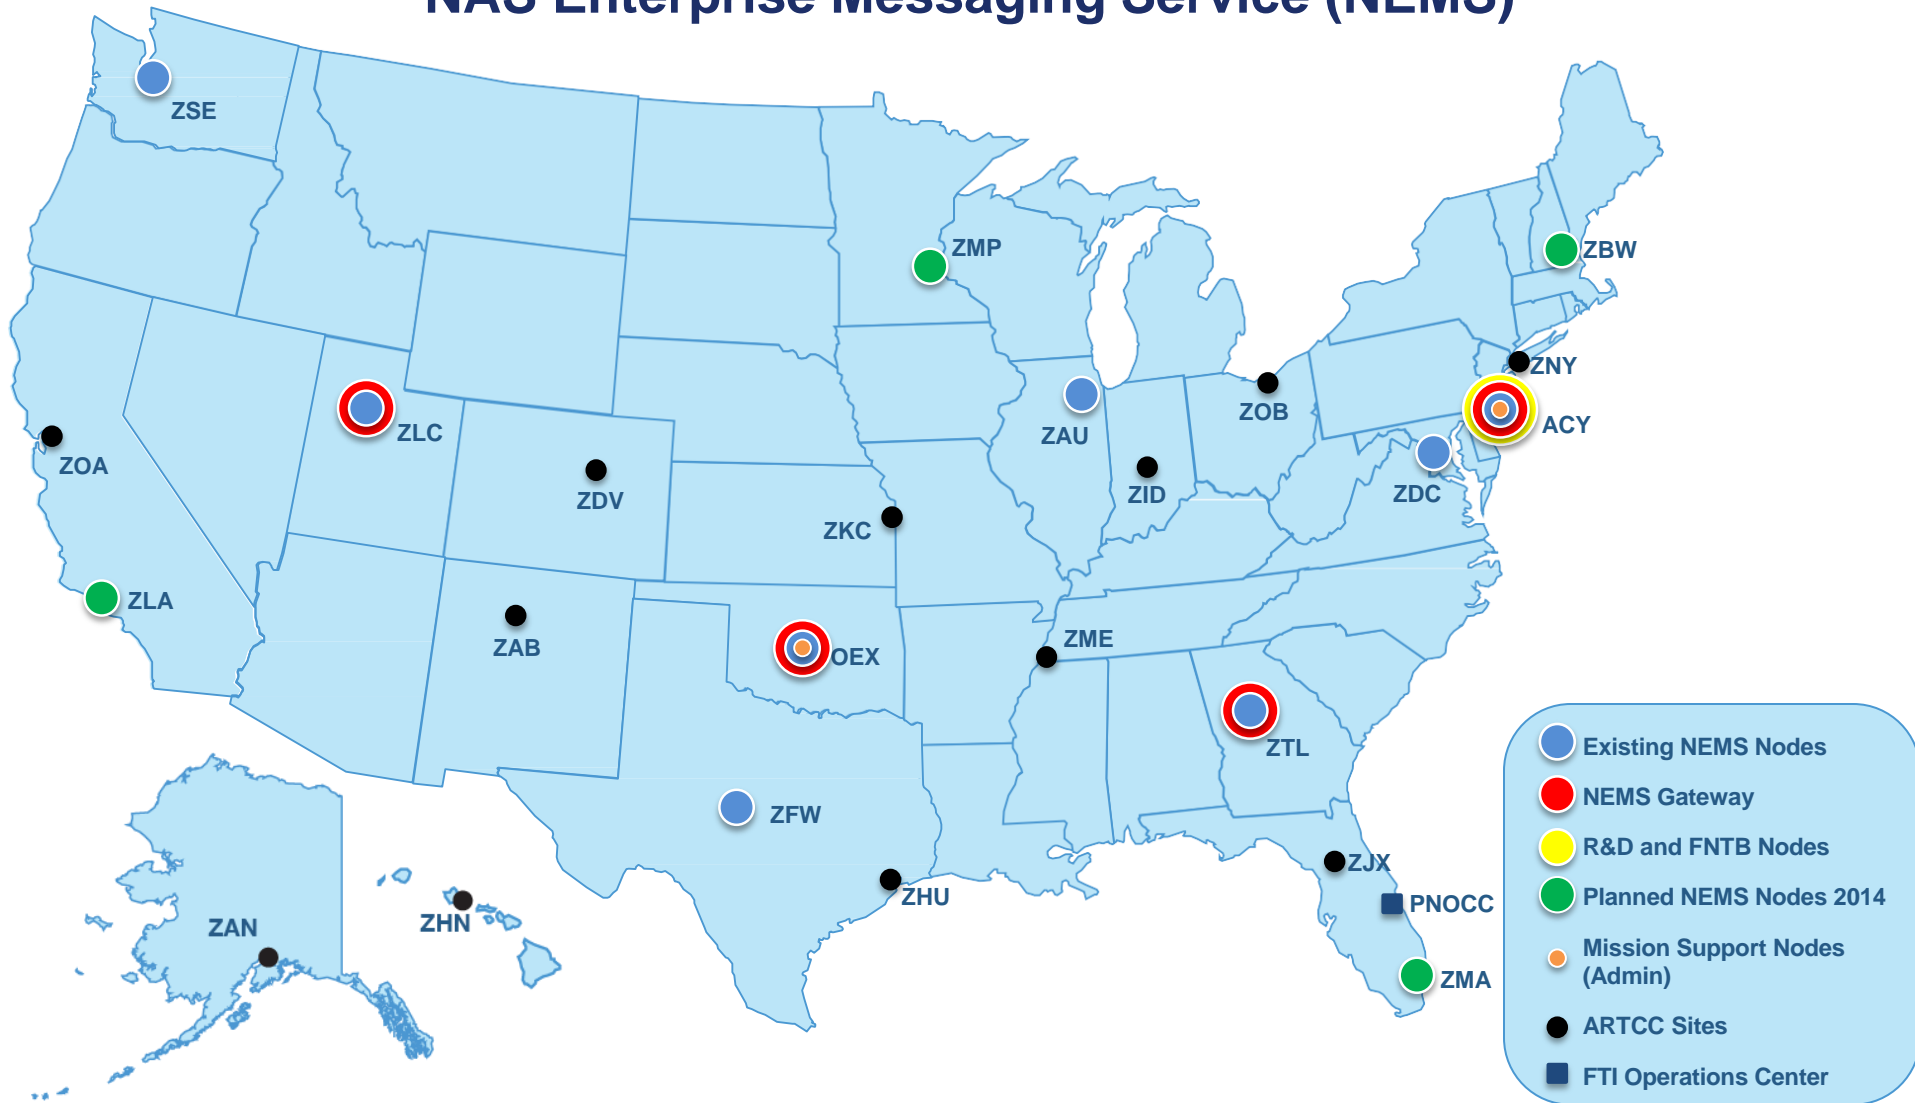 NAS Enterprise Messaging Service (NEMS)
ZSE
ZMP
ZBW
ZNY
ZLC
ZAU
ZOB
ACY
ZOA
ZDV
ZID
ZDC
ZKC
ZLA
ZAB
OEX
ZME
ZTL
ZFW
ZJX
ZHU
PNOCC
ZAN
ZHN
ZMA
Existing NEMS Nodes
NEMS Gateway
R&D and FNTB Nodes
Planned NEMS Nodes 2014
Mission Support Nodes
(Admin)
ARTCC Sites
FTI Operations Center